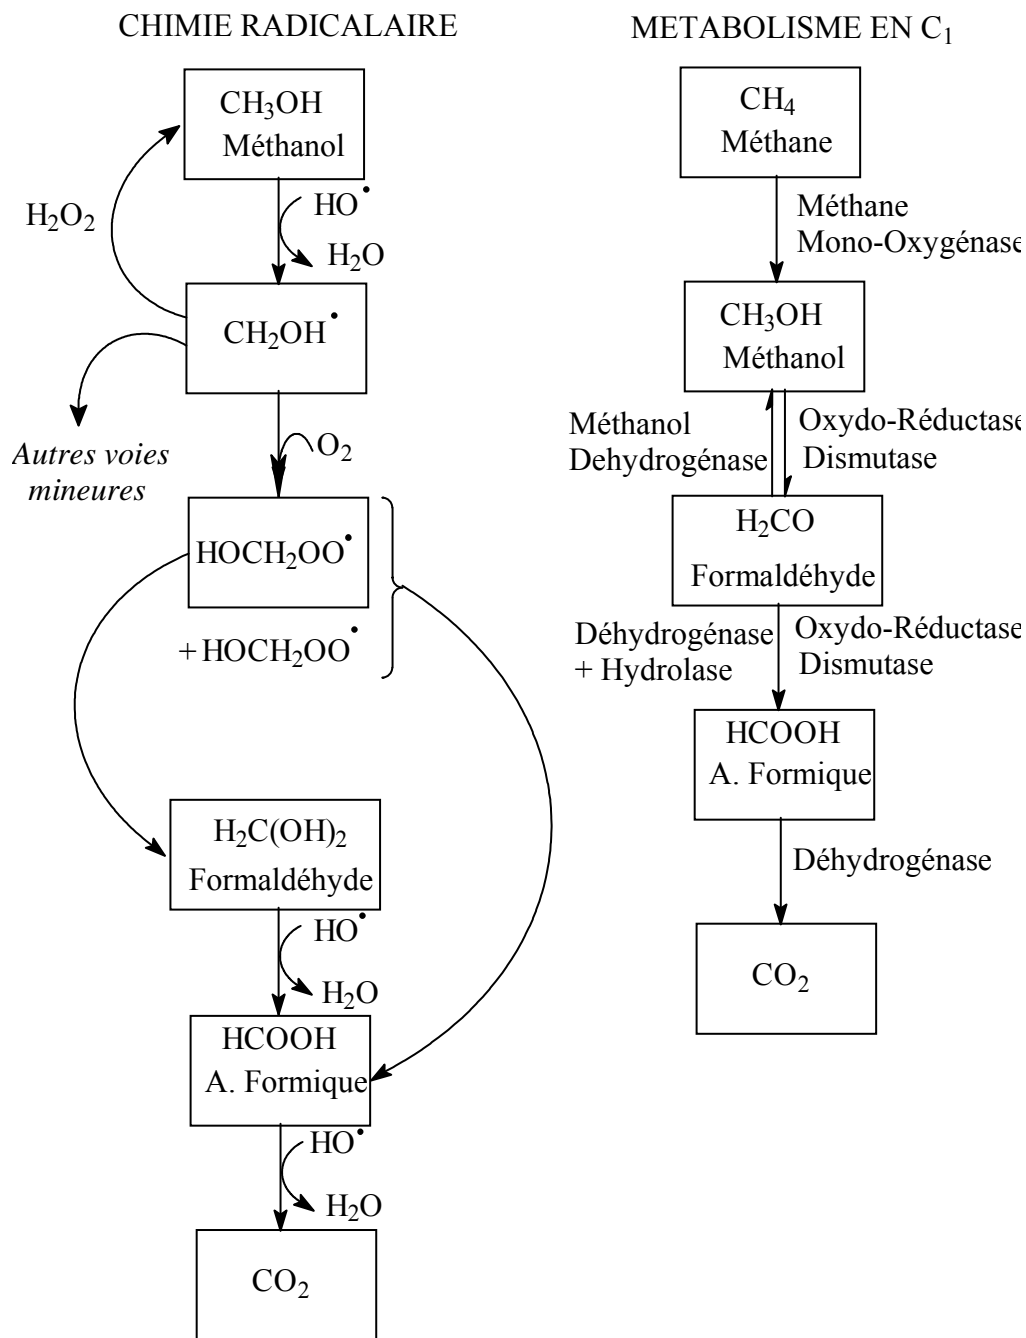 CHIMIE RADICALAIRE
CH₃OH
Méthanol
HO•
H₂O
H₂O₂
CH₂OH•
Autres voies
mineures
O₂
HOCH₂OO•
+ HOCH₂OO•
H₂C(OH)₂
Formaldéhyde
HO•
H₂O
HCOOH
A. Formique
HO•
H₂O
CO₂
METABOLISME EN C₁
CH₄
Méthane
Méthane
Mono-Oxygénase
CH₃OH
Méthanol
Méthanol
Dehydrogénase
Oxydo-Réductase
Dismutase
H₂CO
Formaldéhyde
Déhydrogénase
+ Hydrolase
Oxydo-Réductase
Dismutase
HCOOH
A. Formique
Déhydrogénase
CO₂